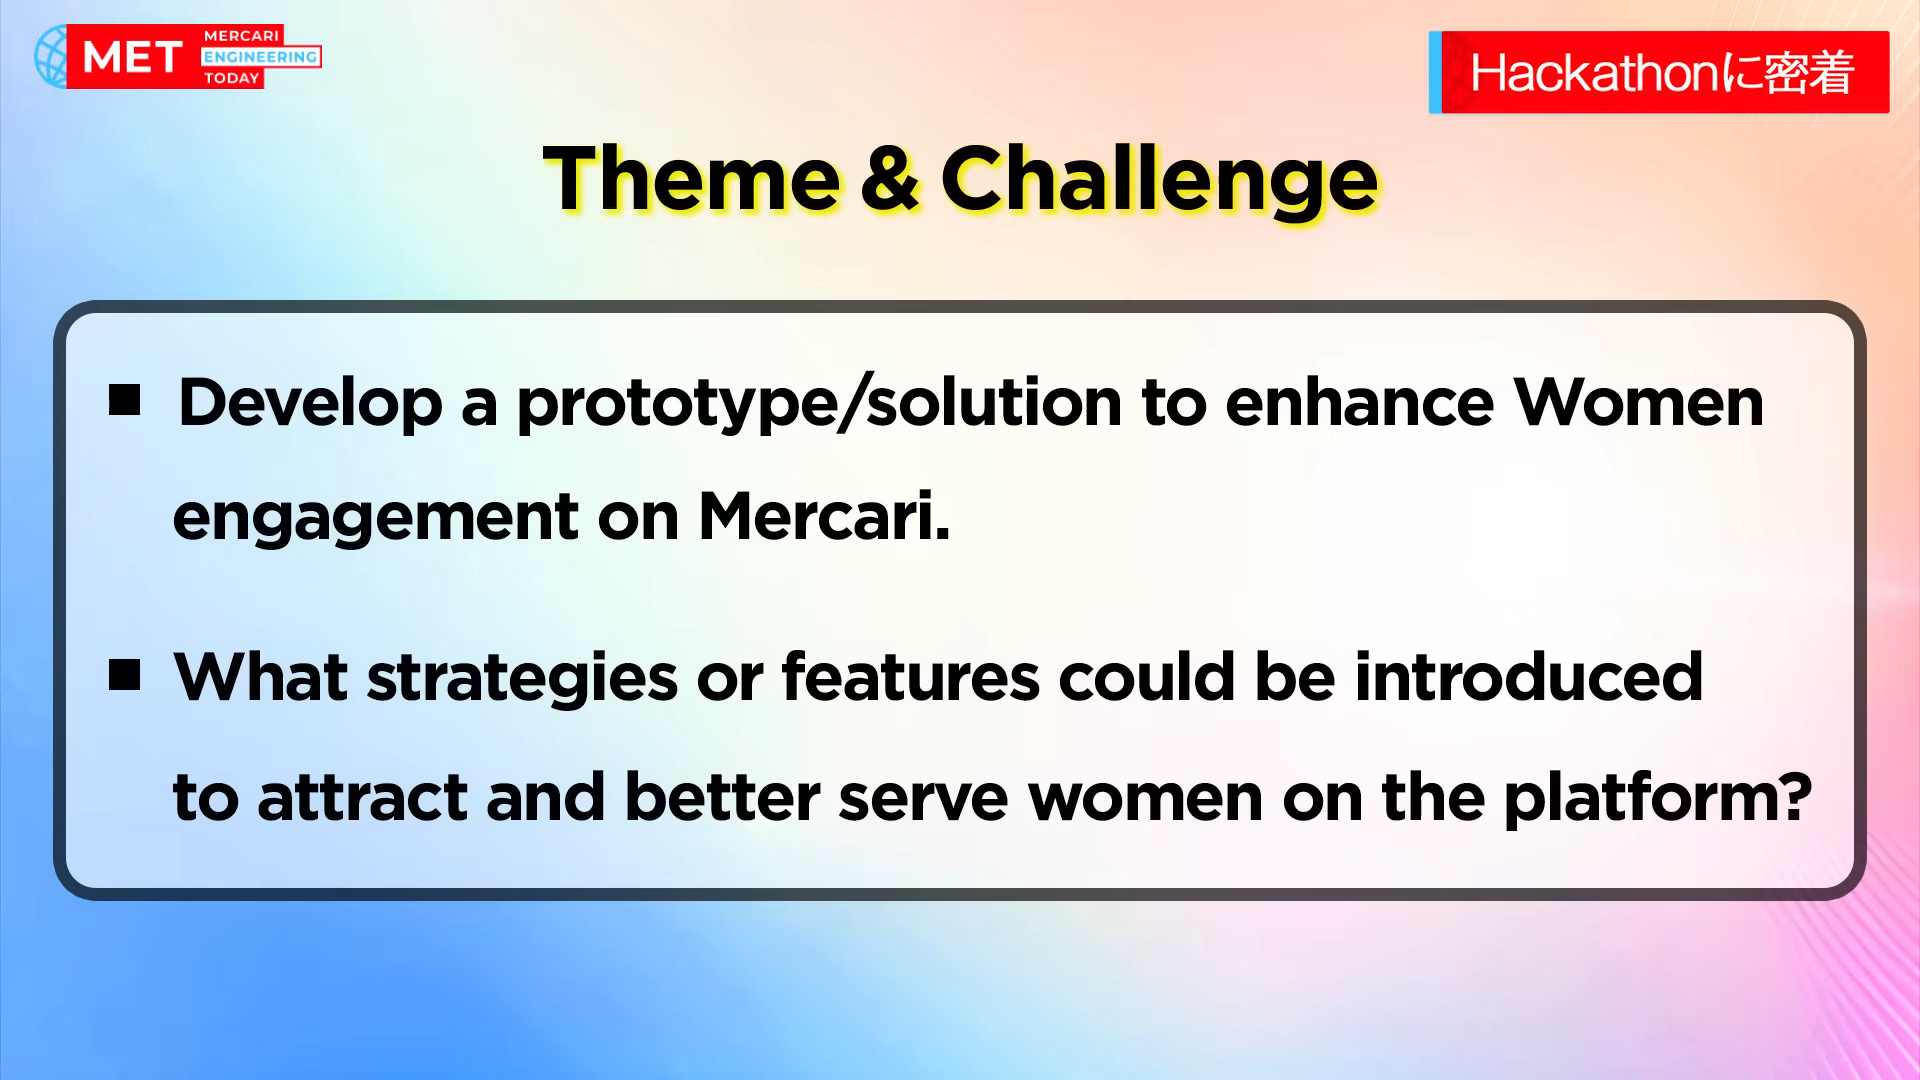 MET
MERCARI
ENGINEERING
TODAY
Hackathonに密着
Theme & Challenge
■ Develop a prototype/solution to enhance Women
engagement on Mercari.
■ What strategies or features could be introduced
to attract and better serve women on the platform?